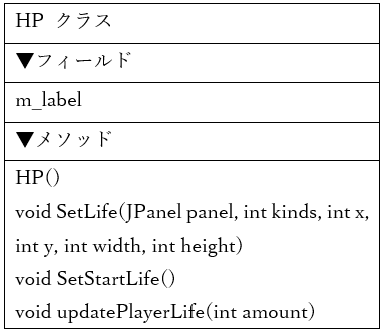 HP クラス
▼フィールド
m_label
▼メソッド
HP()
void SetLife(JPanel panel, int kinds, int x,
int y, int width, int height)
void SetStartLife()
void updatePlayerLife(int amount)